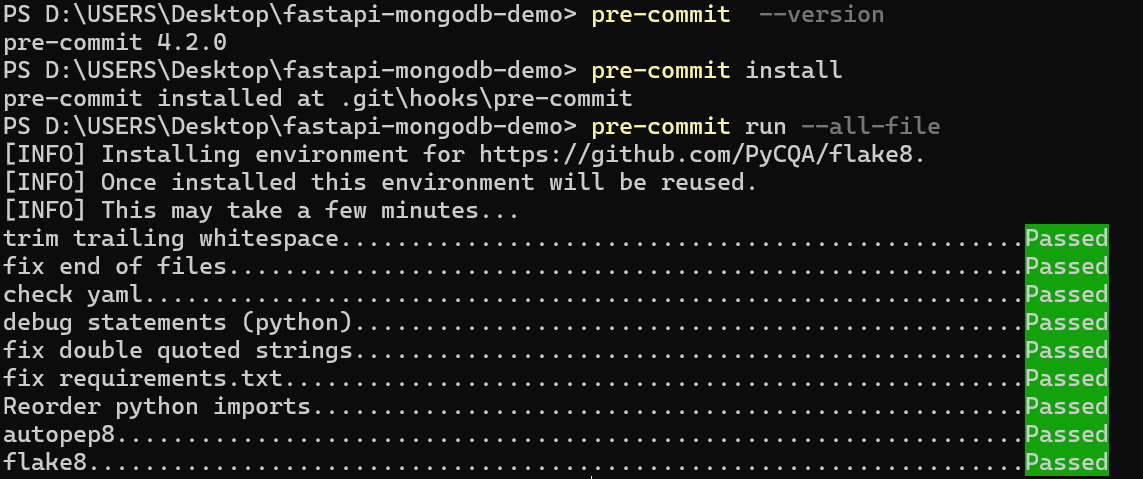 PS D:\USERS\Desktop\fastapi-mongodb-demo> pre-commit  --version
pre-commit 4.2.0
PS D:\USERS\Desktop\fastapi-mongodb-demo> pre-commit install
pre-commit installed at .git\hooks\pre-commit
PS D:\USERS\Desktop\fastapi-mongodb-demo> pre-commit run --all-file
[INFO] Installing environment for https://github.com/PyCQA/flake8.
[INFO] Once installed this environment will be reused.
[INFO] This may take a few minutes...
trim trailing whitespace.................................................Passed
fix end of files.........................................................Passed
check yaml...............................................................Passed
debug statements (python)................................................Passed
fix double quoted strings................................................Passed
fix requirements.txt.....................................................Passed
Reorder python imports...................................................Passed
autopep8.................................................................Passed
flake8...................................................................Passed